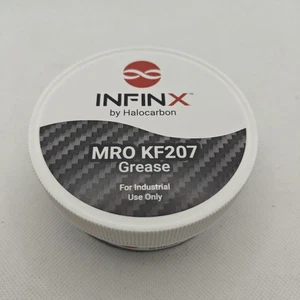 INFINX™
by Halocarbon
MRO KF207
Grease
For Industrial
Use Only